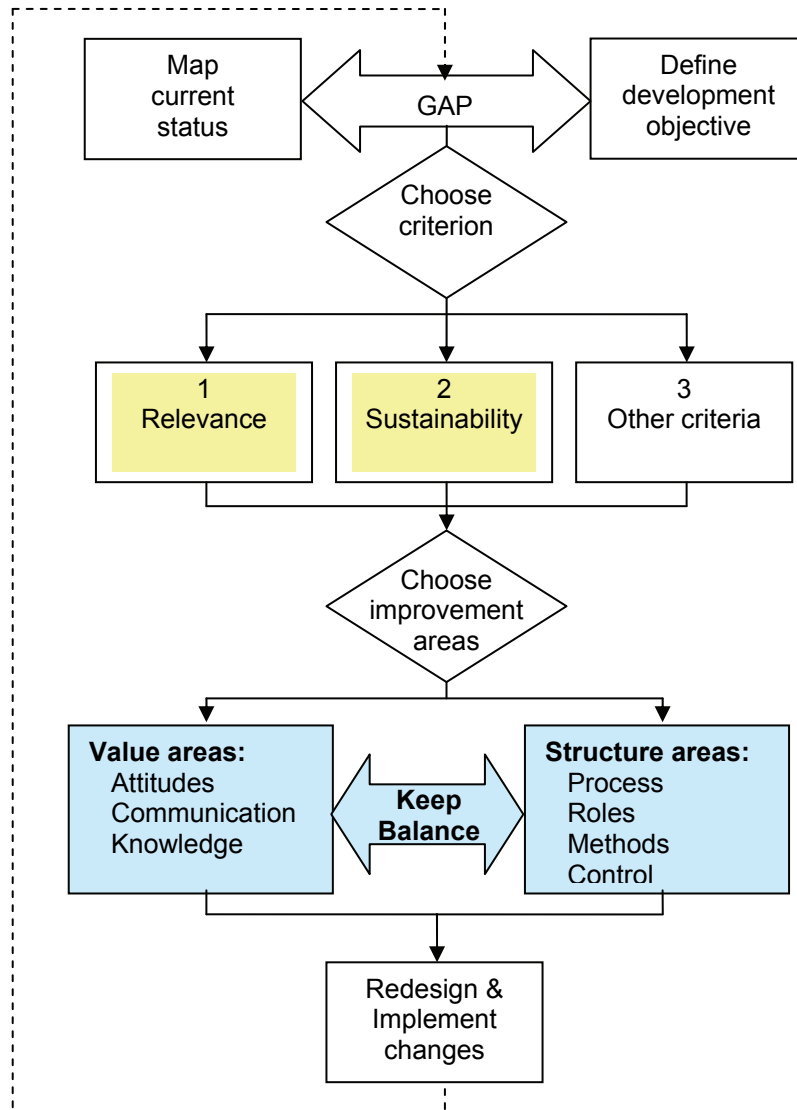 Map
current
status
GAP
Define
development
objective
Choose
criterion
1
Relevance
2
Sustainability
3
Other criteria
Choose
improvement
areas
Value areas:
Attitudes
Communication
Knowledge
Keep
Balance
Structure areas:
Process
Roles
Methods
Control
Redesign &
Implement
changes